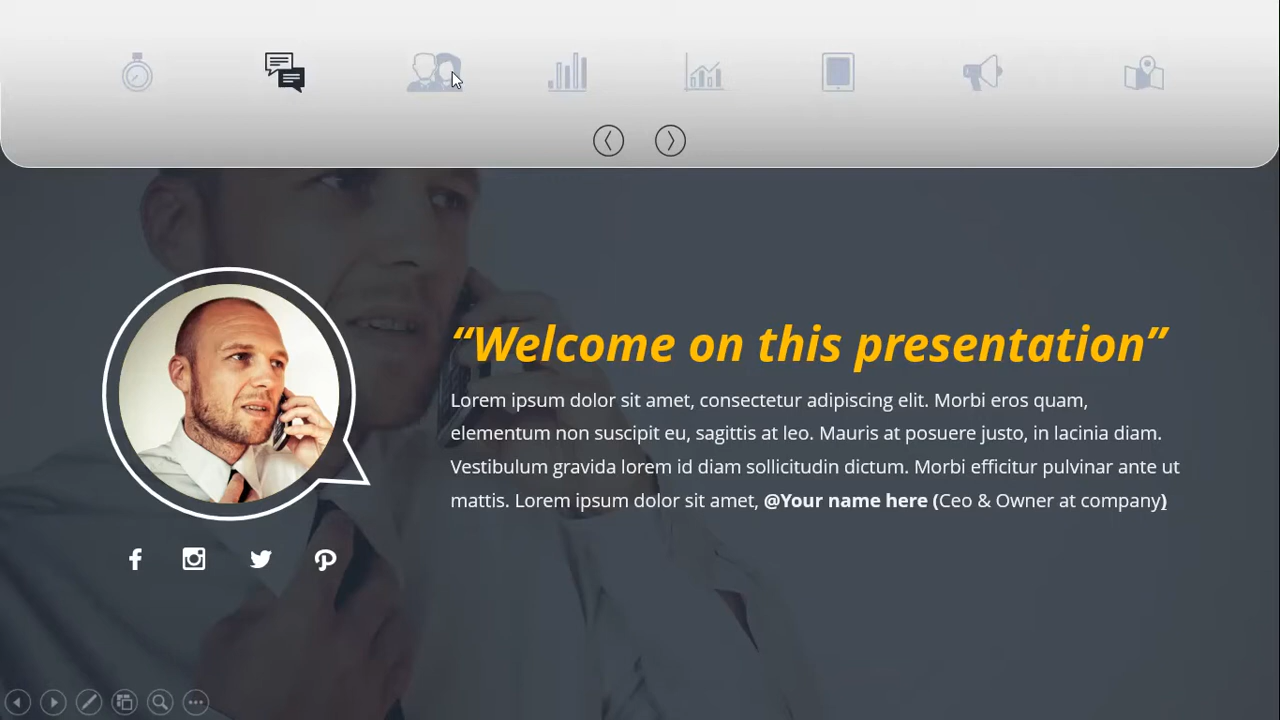 “Welcome on this presentation”
Lorem ipsum dolor sit amet, consectetur adipiscing elit. Morbi eros quam,
elementum non suscipit eu, sagittis at leo. Mauris at posuere justo, in lacinia diam.
Vestibulum gravida lorem id diam sollicitudin dictum. Morbi efficitur pulvinar ante ut
mattis. Lorem ipsum dolor sit amet, @Your name here (Ceo & Owner at company)